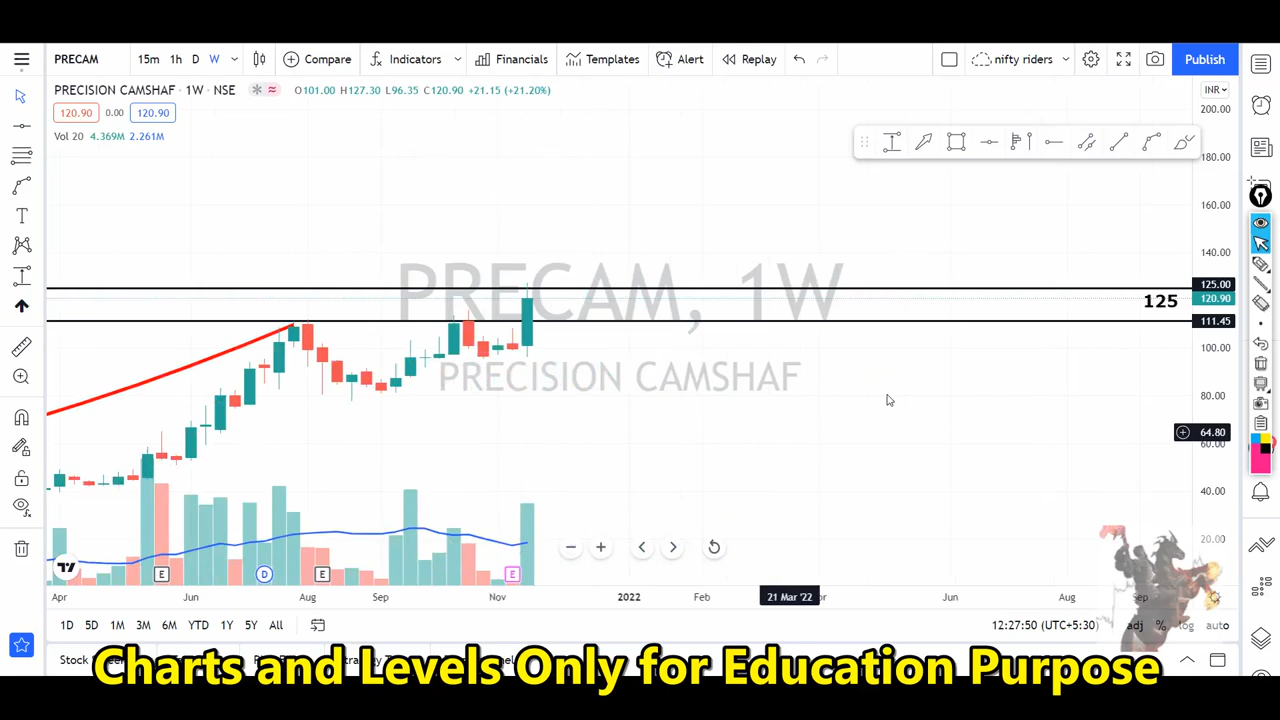 PRECAM 15m 1h D W Compare Indicators Financials Templates Alert Replay nifty riders Publish
PRECISION CAMSHAF · 1W · NSE O101.00 H127.30 L96.35 C120.90 +21.15 (+21.20%) INR
120.90 0.00 120.90
Vol 20 4.369M 2.261M
200.00
180.00
160.00
140.00
PRECAM, 1W
PRECISION CAMSHAF
125.00
125
120.90
111.45
100.00
80.00
64.80
60.00
40.00
20.00
E D E E
Apr Jun Aug Sep Nov 2022 Feb 21 Mar '22 Jun Aug Sep
1D 5D 1M 3M 6M YTD 1Y 5Y All 12:27:50 (UTC+5:30) adj % log auto
Charts and Levels Only for Education Purpose